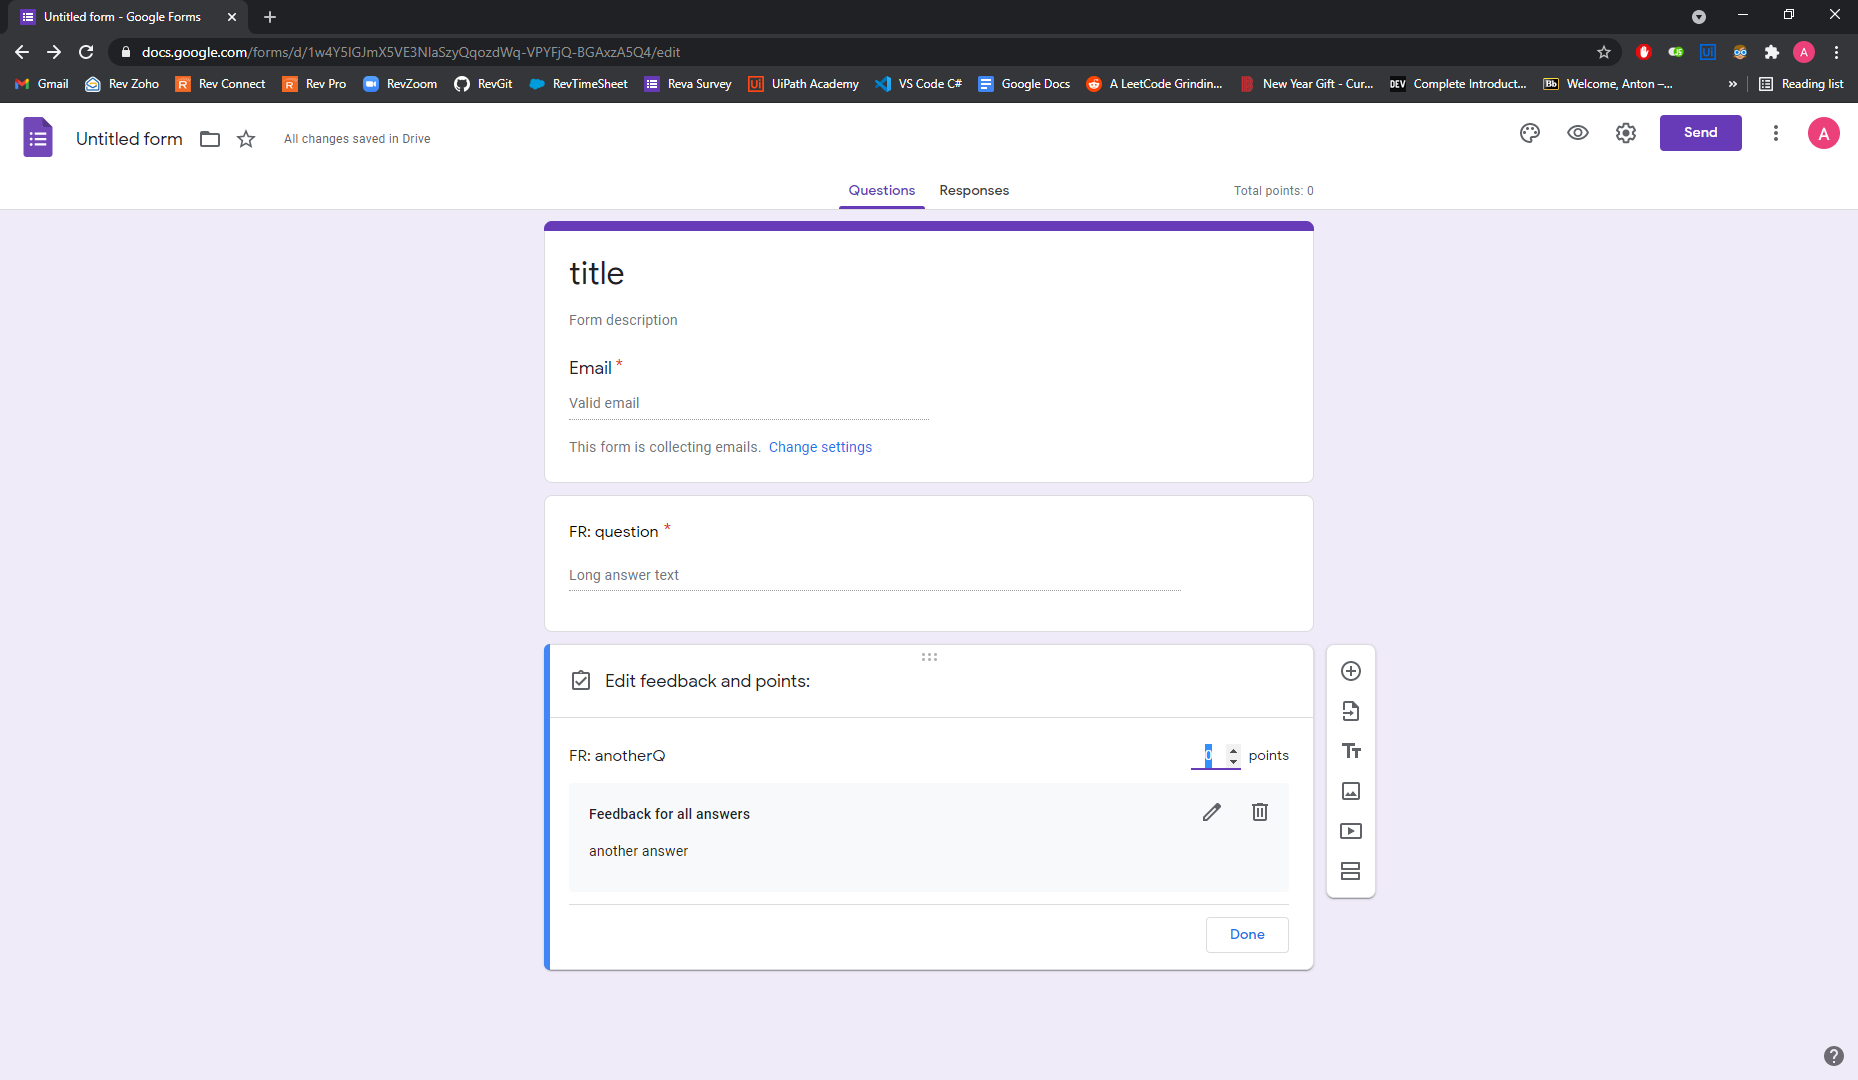 Untitled form - Google Forms
docs.google.com/forms/d/1w4Y5lGJmX5VE3NlaSzyQqozdWq-VPYFjQ-BGAxzA5Q4/edit
Gmail Rev Zoho Rev Connect Rev Pro RevZoom RevGit RevTimeSheet Reva Survey UiPath Academy VS Code C# Google Docs A LeetCode Grindin... New Year Gift - Cur... DEV Complete Introduct... Bb Welcome, Anton –... » Reading list
Untitled form All changes saved in Drive Send A
Questions Responses Total points: 0
title
Form description
Email *
Valid email
This form is collecting emails. Change settings
FR: question *
Long answer text
Edit feedback and points:
FR: anotherQ 0 points
Feedback for all answers
another answer
Done